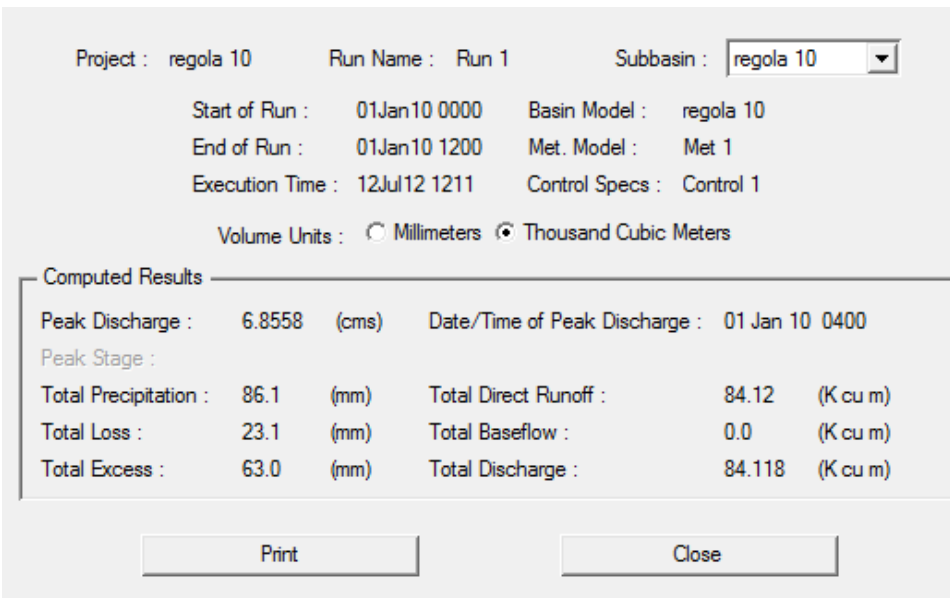 Project : regola 10 Run Name : Run 1 Subbasin : regola 10
Start of Run : 01Jan10 0000 Basin Model : regola 10
End of Run : 01Jan10 1200 Met. Model : Met 1
Execution Time : 12Jul12 1211 Control Specs : Control 1
Volume Units : Millimeters Thousand Cubic Meters
Computed Results
Peak Discharge : 6.8558 (cms) Date/Time of Peak Discharge : 01 Jan 10 0400
Peak Stage :
Total Precipitation : 86.1 (mm) Total Direct Runoff : 84.12 (K cu m)
Total Loss : 23.1 (mm) Total Baseflow : 0.0 (K cu m)
Total Excess : 63.0 (mm) Total Discharge : 84.118 (K cu m)
Print Close